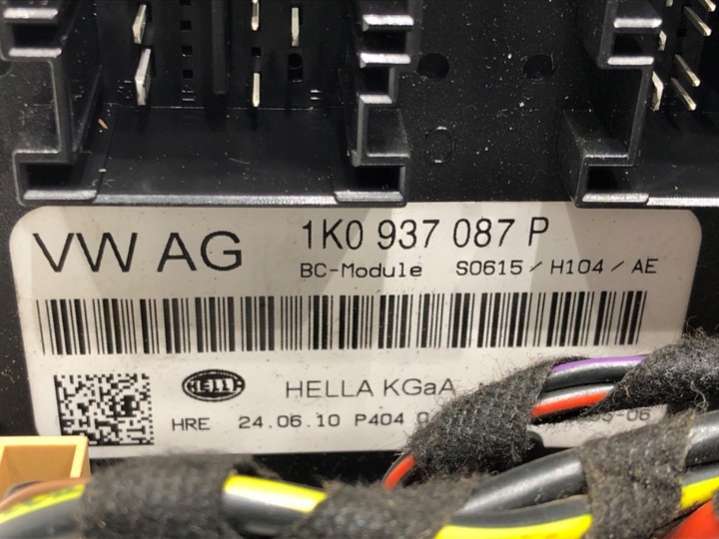 VW AG 1K0 937 087 P
BC-Module S0615/H104/AE
HELLA HELLA KGaA
HRE 24.06.10 P404